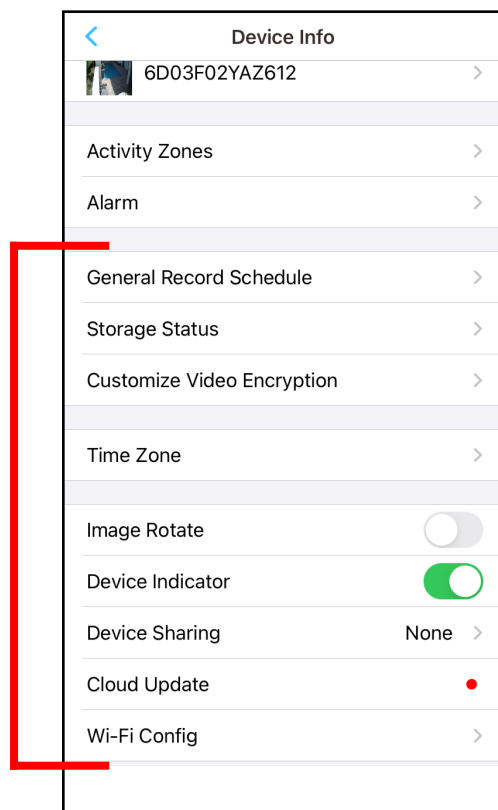 Device Info
6D03F02YAZ612
Activity Zones
Alarm
General Record Schedule
Storage Status
Customize Video Encryption
Time Zone
Image Rotate
Device Indicator
Device Sharing None
Cloud Update
Wi-Fi Config